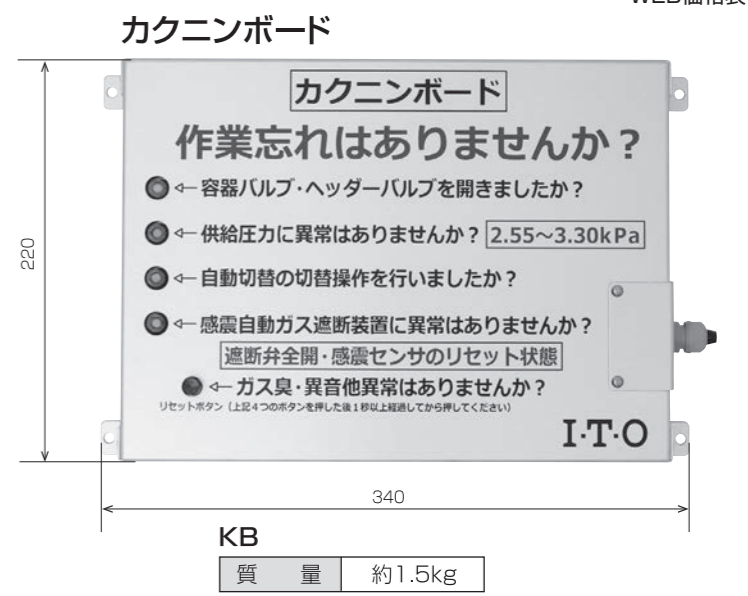 カクニンボード
カクニンボード
作業忘れはありませんか？
←容器バルブ・ヘッダーバルブを開きましたか？
←供給圧力に異常はありませんか？ 2.55〜3.30kPa
←自動切替の切替操作を行いましたか？
←感震自動ガス遮断装置に異常はありませんか？
遮断弁全開・感震センサのリセット状態
←ガス臭・異音他異常はありませんか？
リセットボタン（上記4つのボタンを押した後1秒以上経過してから押してください）
I・T・O
220
340
KB
質 量 約1.5kg